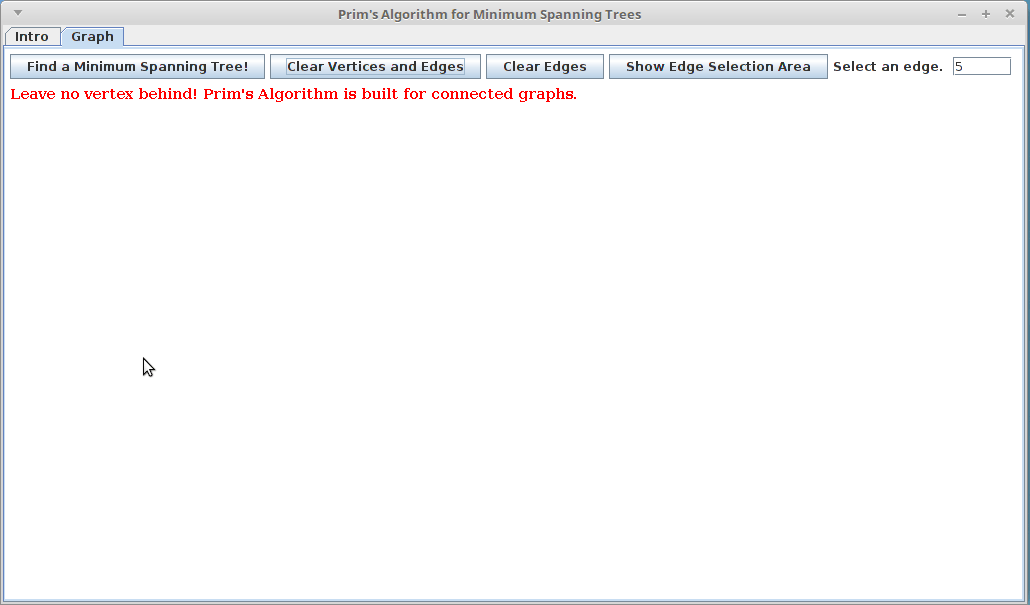 Prim's Algorithm for Minimum Spanning Trees
Intro Graph
Find a Minimum Spanning Tree! Clear Vertices and Edges Clear Edges Show Edge Selection Area Select an edge. 5
Leave no vertex behind! Prim's Algorithm is built for connected graphs.